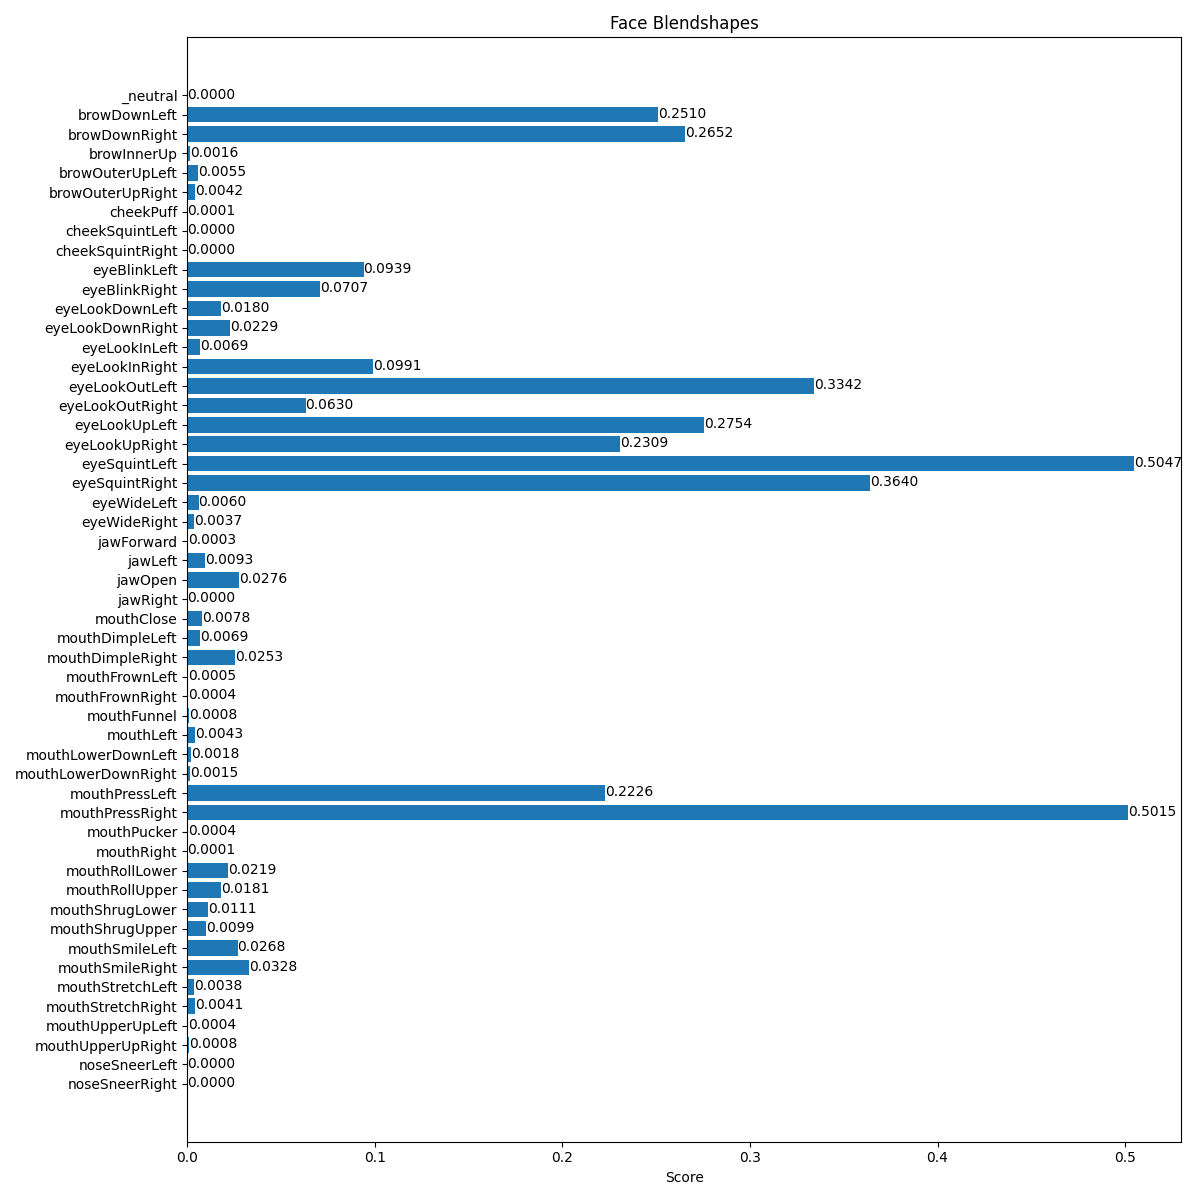 Face Blendshapes
_neutral 0.0000
browDownLeft 0.2510
browDownRight 0.2652
browInnerUp 0.0016
browOuterUpLeft 0.0055
browOuterUpRight 0.0042
cheekPuff 0.0001
cheekSquintLeft 0.0000
cheekSquintRight 0.0000
eyeBlinkLeft 0.0939
eyeBlinkRight 0.0707
eyeLookDownLeft 0.0180
eyeLookDownRight 0.0229
eyeLookInLeft 0.0069
eyeLookInRight 0.0991
eyeLookOutLeft 0.3342
eyeLookOutRight 0.0630
eyeLookUpLeft 0.2754
eyeLookUpRight 0.2309
eyeSquintLeft 0.5047
eyeSquintRight 0.3640
eyeWideLeft 0.0060
eyeWideRight 0.0037
jawForward 0.0003
jawLeft 0.0093
jawOpen 0.0276
jawRight 0.0000
mouthClose 0.0078
mouthDimpleLeft 0.0069
mouthDimpleRight 0.0253
mouthFrownLeft 0.0005
mouthFrownRight 0.0004
mouthFunnel 0.0008
mouthLeft 0.0043
mouthLowerDownLeft 0.0018
mouthLowerDownRight 0.0015
mouthPressLeft 0.2226
mouthPressRight 0.5015
mouthPucker 0.0004
mouthRight 0.0001
mouthRollLower 0.0219
mouthRollUpper 0.0181
mouthShrugLower 0.0111
mouthShrugUpper 0.0099
mouthSmileLeft 0.0268
mouthSmileRight 0.0328
mouthStretchLeft 0.0038
mouthStretchRight 0.0041
mouthUpperUpLeft 0.0004
mouthUpperUpRight 0.0008
noseSneerLeft 0.0000
noseSneerRight 0.0000
0.0 0.1 0.2 0.3 0.4 0.5
Score